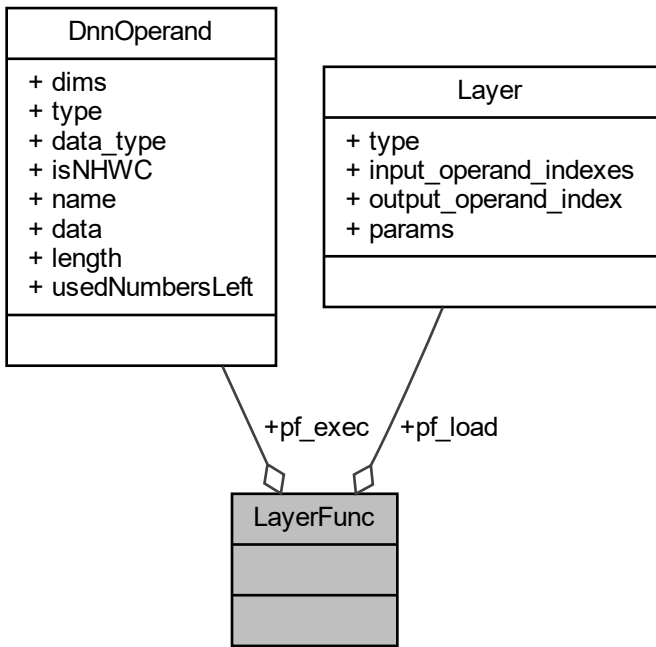 DnnOperand
+ dims
+ type
+ data_type
+ isNHWC
+ name
+ data
+ length
+ usedNumbersLeft
Layer
+ type
+ input_operand_indexes
+ output_operand_index
+ params
+pf_exec
+pf_load
LayerFunc